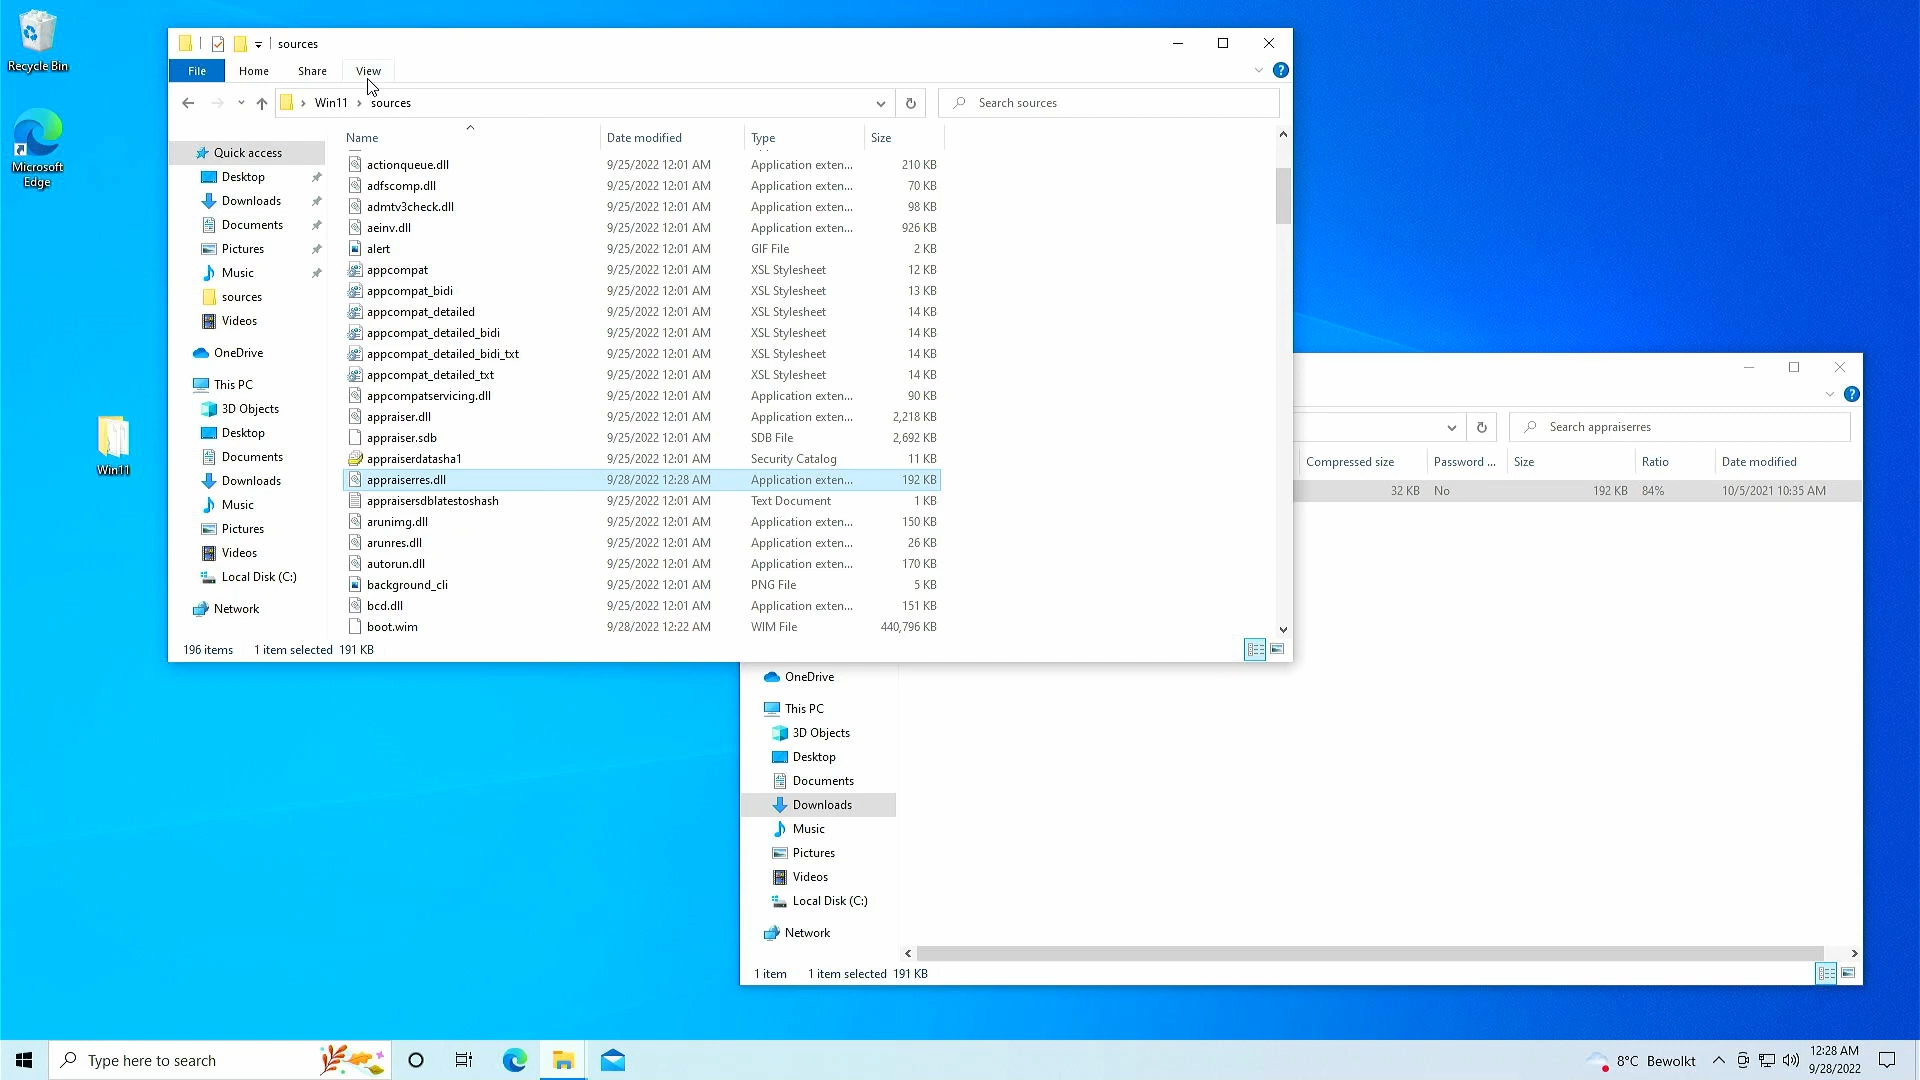 Recycle Bin
Microsoft
Edge
Win11
sources
File Home Share View
Win11 sources
Search sources
Name Date modified Type Size
actionqueue.dll 9/25/2022 12:01 AM Application exten... 210 KB
adfscomp.dll 9/25/2022 12:01 AM Application exten... 70 KB
admtv3check.dll 9/25/2022 12:01 AM Application exten... 98 KB
aeinv.dll 9/25/2022 12:01 AM Application exten... 926 KB
alert 9/25/2022 12:01 AM GIF File 2 KB
appcompat 9/25/2022 12:01 AM XSL Stylesheet 12 KB
appcompat_bidi 9/25/2022 12:01 AM XSL Stylesheet 13 KB
appcompat_detailed 9/25/2022 12:01 AM XSL Stylesheet 14 KB
appcompat_detailed_bidi 9/25/2022 12:01 AM XSL Stylesheet 14 KB
appcompat_detailed_bidi_txt 9/25/2022 12:01 AM XSL Stylesheet 14 KB
appcompat_detailed_txt 9/25/2022 12:01 AM XSL Stylesheet 14 KB
appcompatservicing.dll 9/25/2022 12:01 AM Application exten... 90 KB
appraiser.dll 9/25/2022 12:01 AM Application exten... 2,218 KB
appraiser.sdb 9/25/2022 12:01 AM SDB File 2,692 KB
appraiserdatasha1 9/25/2022 12:01 AM Security Catalog 11 KB
appraiserres.dll 9/28/2022 12:28 AM Application exten... 192 KB
appraisersdblatestoshash 9/25/2022 12:01 AM Text Document 1 KB
arunimg.dll 9/25/2022 12:01 AM Application exten... 150 KB
arunres.dll 9/25/2022 12:01 AM Application exten... 26 KB
autorun.dll 9/25/2022 12:01 AM Application exten... 170 KB
background_cli 9/25/2022 12:01 AM PNG File 5 KB
bcd.dll 9/25/2022 12:01 AM Application exten... 151 KB
boot.wim 9/28/2022 12:22 AM WIM File 440,796 KB
Quick access
Desktop
Downloads
Documents
Pictures
Music
sources
Videos
OneDrive
This PC
3D Objects
Desktop
Documents
Downloads
Music
Pictures
Videos
Local Disk (C:)
Network
196 items 1 item selected 191 KB
Search appraiserres
Compressed size Password ... Size Ratio Date modified
32 KB No 192 KB 84% 10/5/2021 10:35 AM
OneDrive
This PC
3D Objects
Desktop
Documents
Downloads
Music
Pictures
Videos
Local Disk (C:)
Network
1 item 1 item selected 191 KB
Type here to search
8°C Bewolkt
12:28 AM
9/28/2022